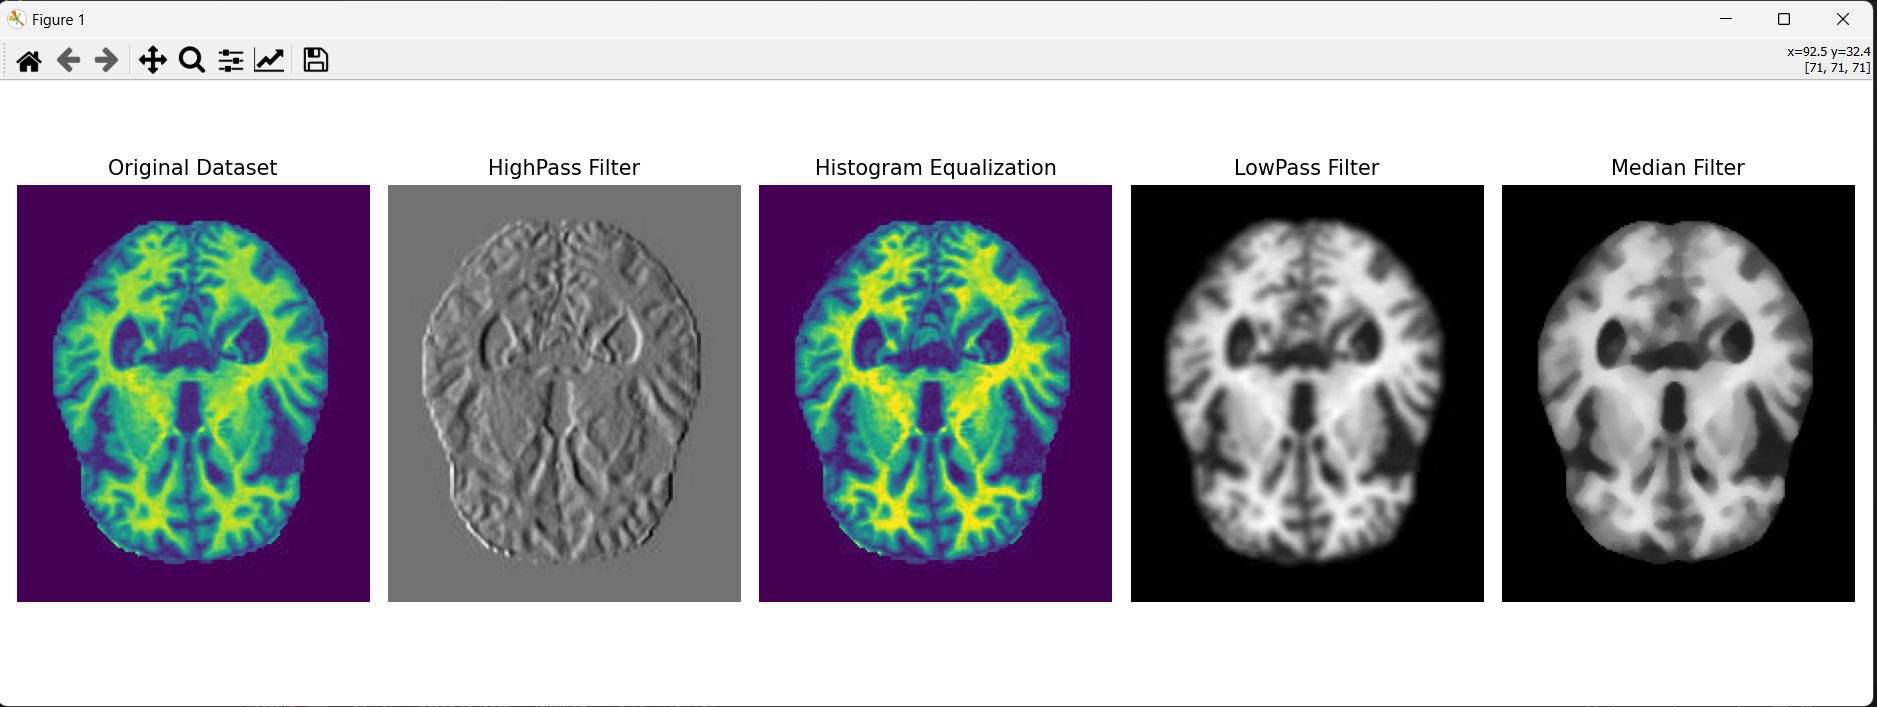 Figure 1
x=92.5 y=32.4
[71, 71, 71]
Original Dataset
HighPass Filter
Histogram Equalization
LowPass Filter
Median Filter